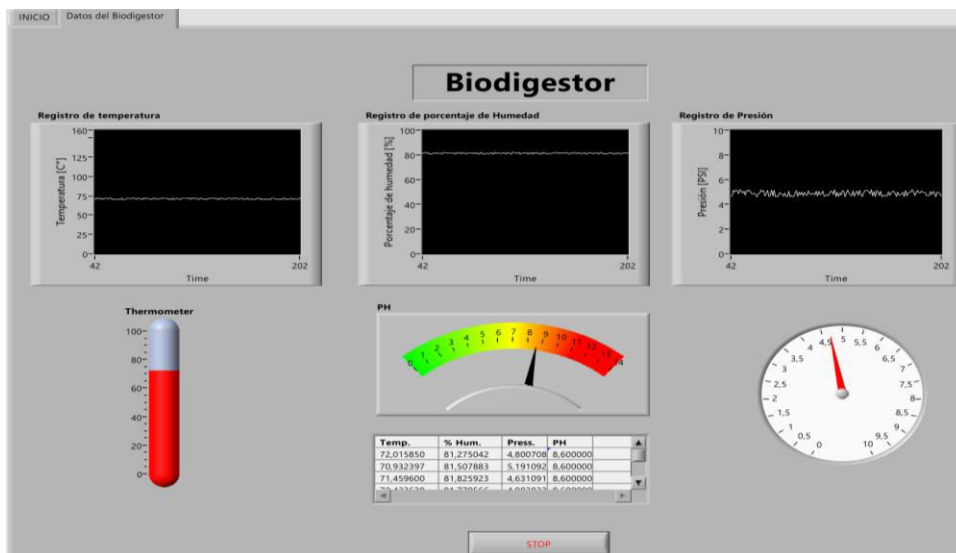 INICIO Datos del Biodigestor
Biodigestor
Registro de temperatura
160
125
100
75
50
25
0
Temperatura [C°]
42 202
Time
Registro de porcentaje de Humedad
100
80
60
40
20
0
Porcentaje de humedad [%]
42 202
Time
Registro de Presión
10
8
6
4
2
0
Presión [PSI]
42 202
Time
Thermometer
100
80
60
40
20
0
PH
0 1 2 3 4 5 6 7 8 9 10 11 12 13 14
0 0,5 1 1,5 2 2,5 3 3,5 4 4,5 5 5,5 6 6,5 7 7,5 8 9 9,5 10
Temp. % Hum. Press. PH
72,015850 81,275042 4,800708 8,600000
70,932397 81,507883 5,191092 8,600000
71,459600 81,825923 4,631091 8,600000
STOP